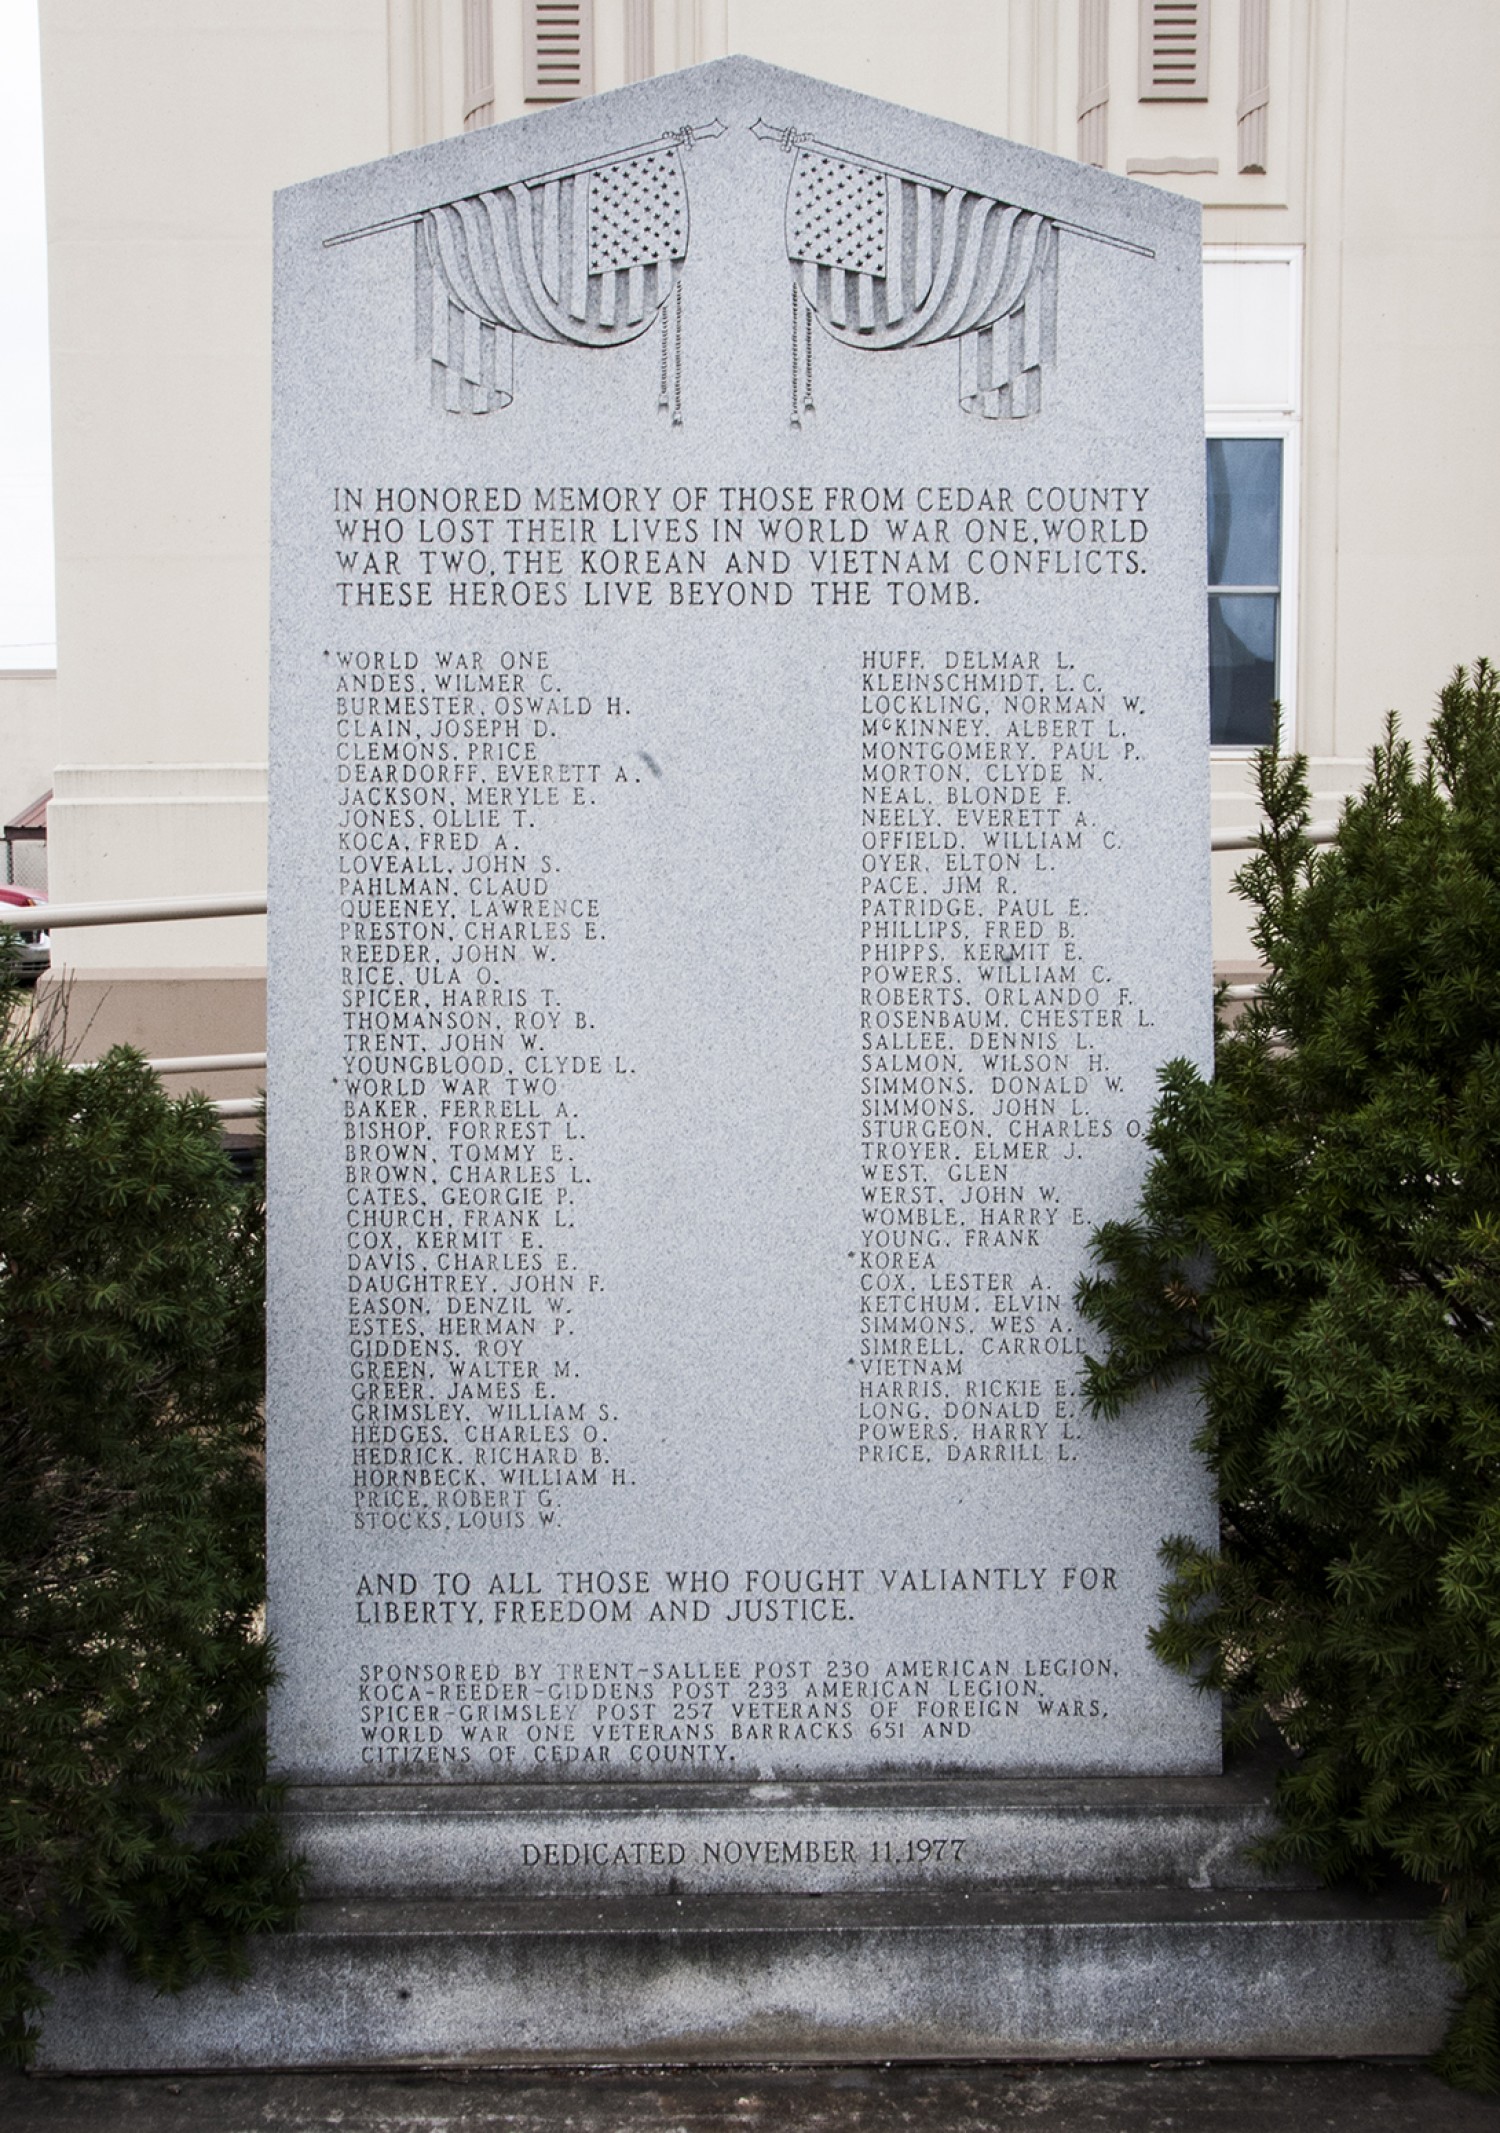 IN HONORED MEMORY OF THOSE FROM CEDAR COUNTY
WHO LOST THEIR LIVES IN WORLD WAR ONE, WORLD
WAR TWO, THE KOREAN AND VIETNAM CONFLICTS.
THESE HEROES LIVE BEYOND THE TOMB.
*WORLD WAR ONE
ANDES, WILMER C.
BURMESTER, OSWALD H.
CLAIN, JOSEPH D.
CLEMONS, PRICE
DEARDORFF, EVERETT A.
JACKSON, MERYLE E.
JONES, OLLIE T.
KOCA, FRED A.
LOVEALL, JOHN S.
PAHLMAN, CLAUD
QUEENEY, LAWRENCE
PRESTON, CHARLES E.
REEDER, JOHN W.
RICE, ULA O.
SPICER, HARRIS T.
THOMANSON, ROY B.
TRENT, JOHN W.
YOUNGBLOOD, CLYDE L.
*WORLD WAR TWO
BAKER, FERRELL A.
BISHOP, FORREST L.
BROWN, TOMMY E.
BROWN, CHARLES L.
CATES, GEORGIE P.
CHURCH, FRANK L.
COX, KERMIT E.
DAVIS, CHARLES E.
DAUGHTREY, JOHN F.
EASON, DENZIL W.
ESTES, HERMAN P.
GIDDENS, ROY
GREEN, WALTER M.
GREER, JAMES E.
GRIMSLEY, WILLIAM S.
HEDGES, CHARLES O.
HEDRICK, RICHARD B.
HORNBECK, WILLIAM H.
PRICE, ROBERT G.
STOCKS, LOUIS W.
HUFF, DELMAR L.
KLEINSCHMIDT, L. C.
LOCKLING, NORMAN W.
McKINNEY, ALBERT L.
MONTGOMERY, PAUL P.
MORTON, CLYDE N.
NEAL, BLONDE F.
NEELY, EVERETT A.
OFFIELD, WILLIAM C.
OYER, ELTON L.
PACE, JIM R.
PATRIDGE, PAUL E.
PHILLIPS, FRED B.
PHIPPS, KERMIT E.
POWERS, WILLIAM C.
ROBERTS, ORLANDO F.
ROSENBAUM, CHESTER L.
SALLEE, DENNIS L.
SALMON, WILSON H.
SIMMONS, DONALD W.
SIMMONS, JOHN L.
STURGEON, CHARLES O.
TROYER, ELMER J.
WEST, GLEN
WERST, JOHN W.
WOMBLE, HARRY E.
YOUNG, FRANK
*KOREA
COX, LESTER A.
KETCHUM, ELVIN
SIMMONS, WES A.
SIMRELL, CARROLL
*VIETNAM
HARRIS, RICKIE E.
LONG, DONALD E.
POWERS, HARRY L.
PRICE, DARRILL L.
AND TO ALL THOSE WHO FOUGHT VALIANTLY FOR
LIBERTY, FREEDOM AND JUSTICE.
SPONSORED BY TRENT-SALLEE POST 230 AMERICAN LEGION,
KOCA-REEDER-GIDDENS POST 233 AMERICAN LEGION,
SPICER-GRIMSLEY POST 257 VETERANS OF FOREIGN WARS,
WORLD WAR ONE VETERANS BARRACKS 651 AND
CITIZENS OF CEDAR COUNTY.
DEDICATED NOVEMBER 11, 1977